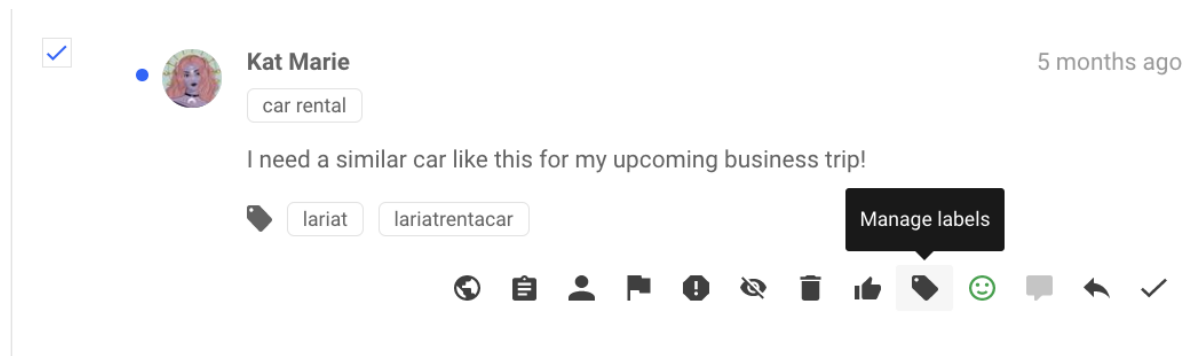 Kat Marie
5 months ago
car rental
I need a similar car like this for my upcoming business trip!
lariat
lariatrentacar
Manage labels